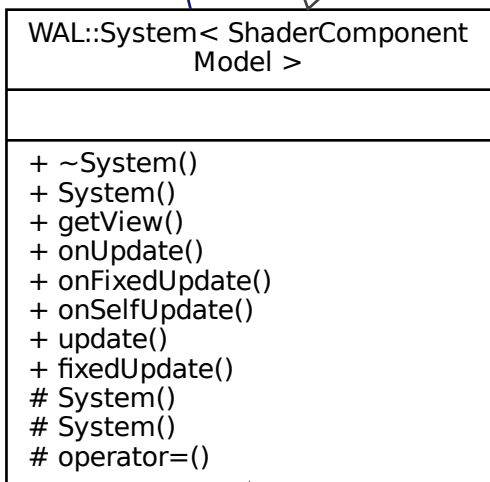 WAL::System< ShaderComponent
Model >
+ ~System()
+ System()
+ getView()
+ onUpdate()
+ onFixedUpdate()
+ onSelfUpdate()
+ update()
+ fixedUpdate()
# System()
# System()
# operator=()